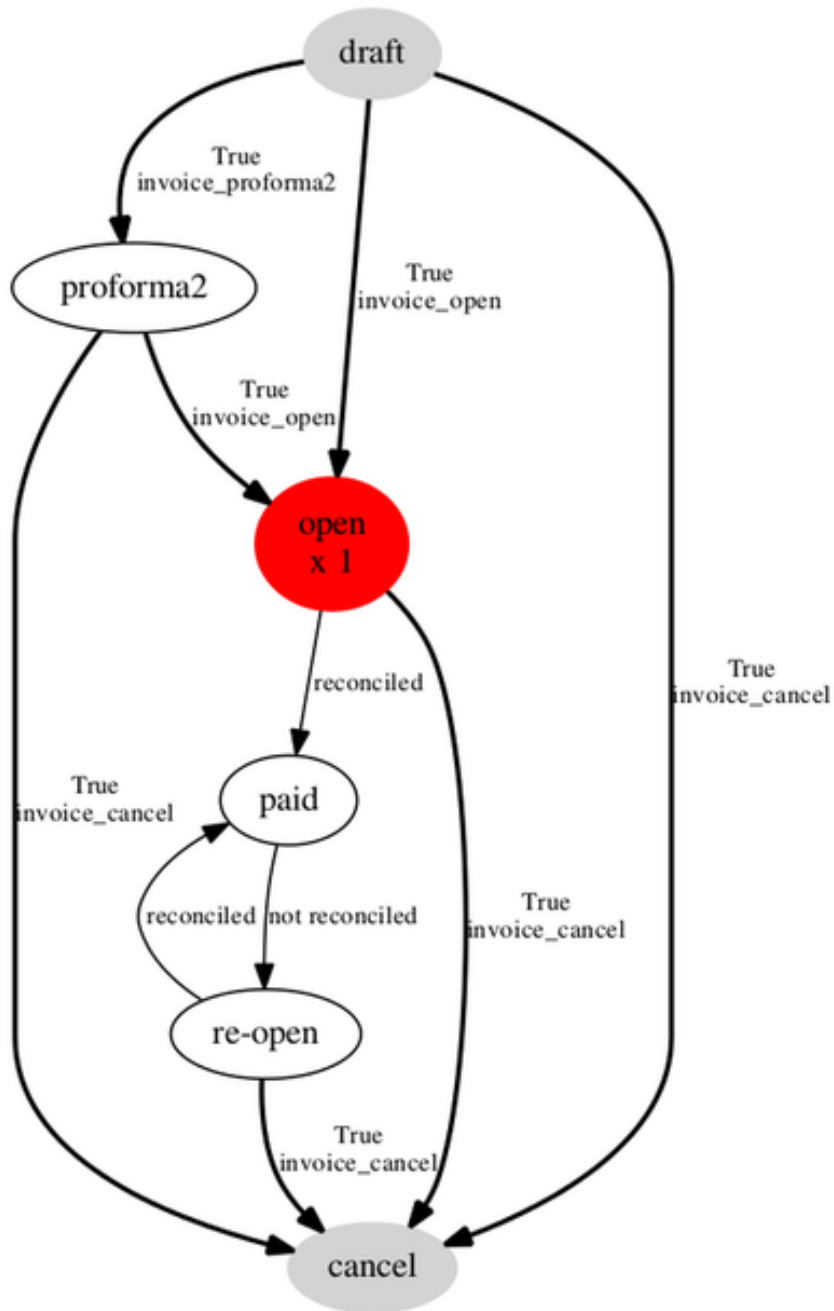 draft
True
invoice_proforma2
proforma2
True
invoice_open
True
invoice_open
open
x 1
True
invoice_cancel
reconciled
True
invoice_cancel
paid
True
invoice_cancel
reconciled
not reconciled
re-open
True
invoice_cancel
cancel